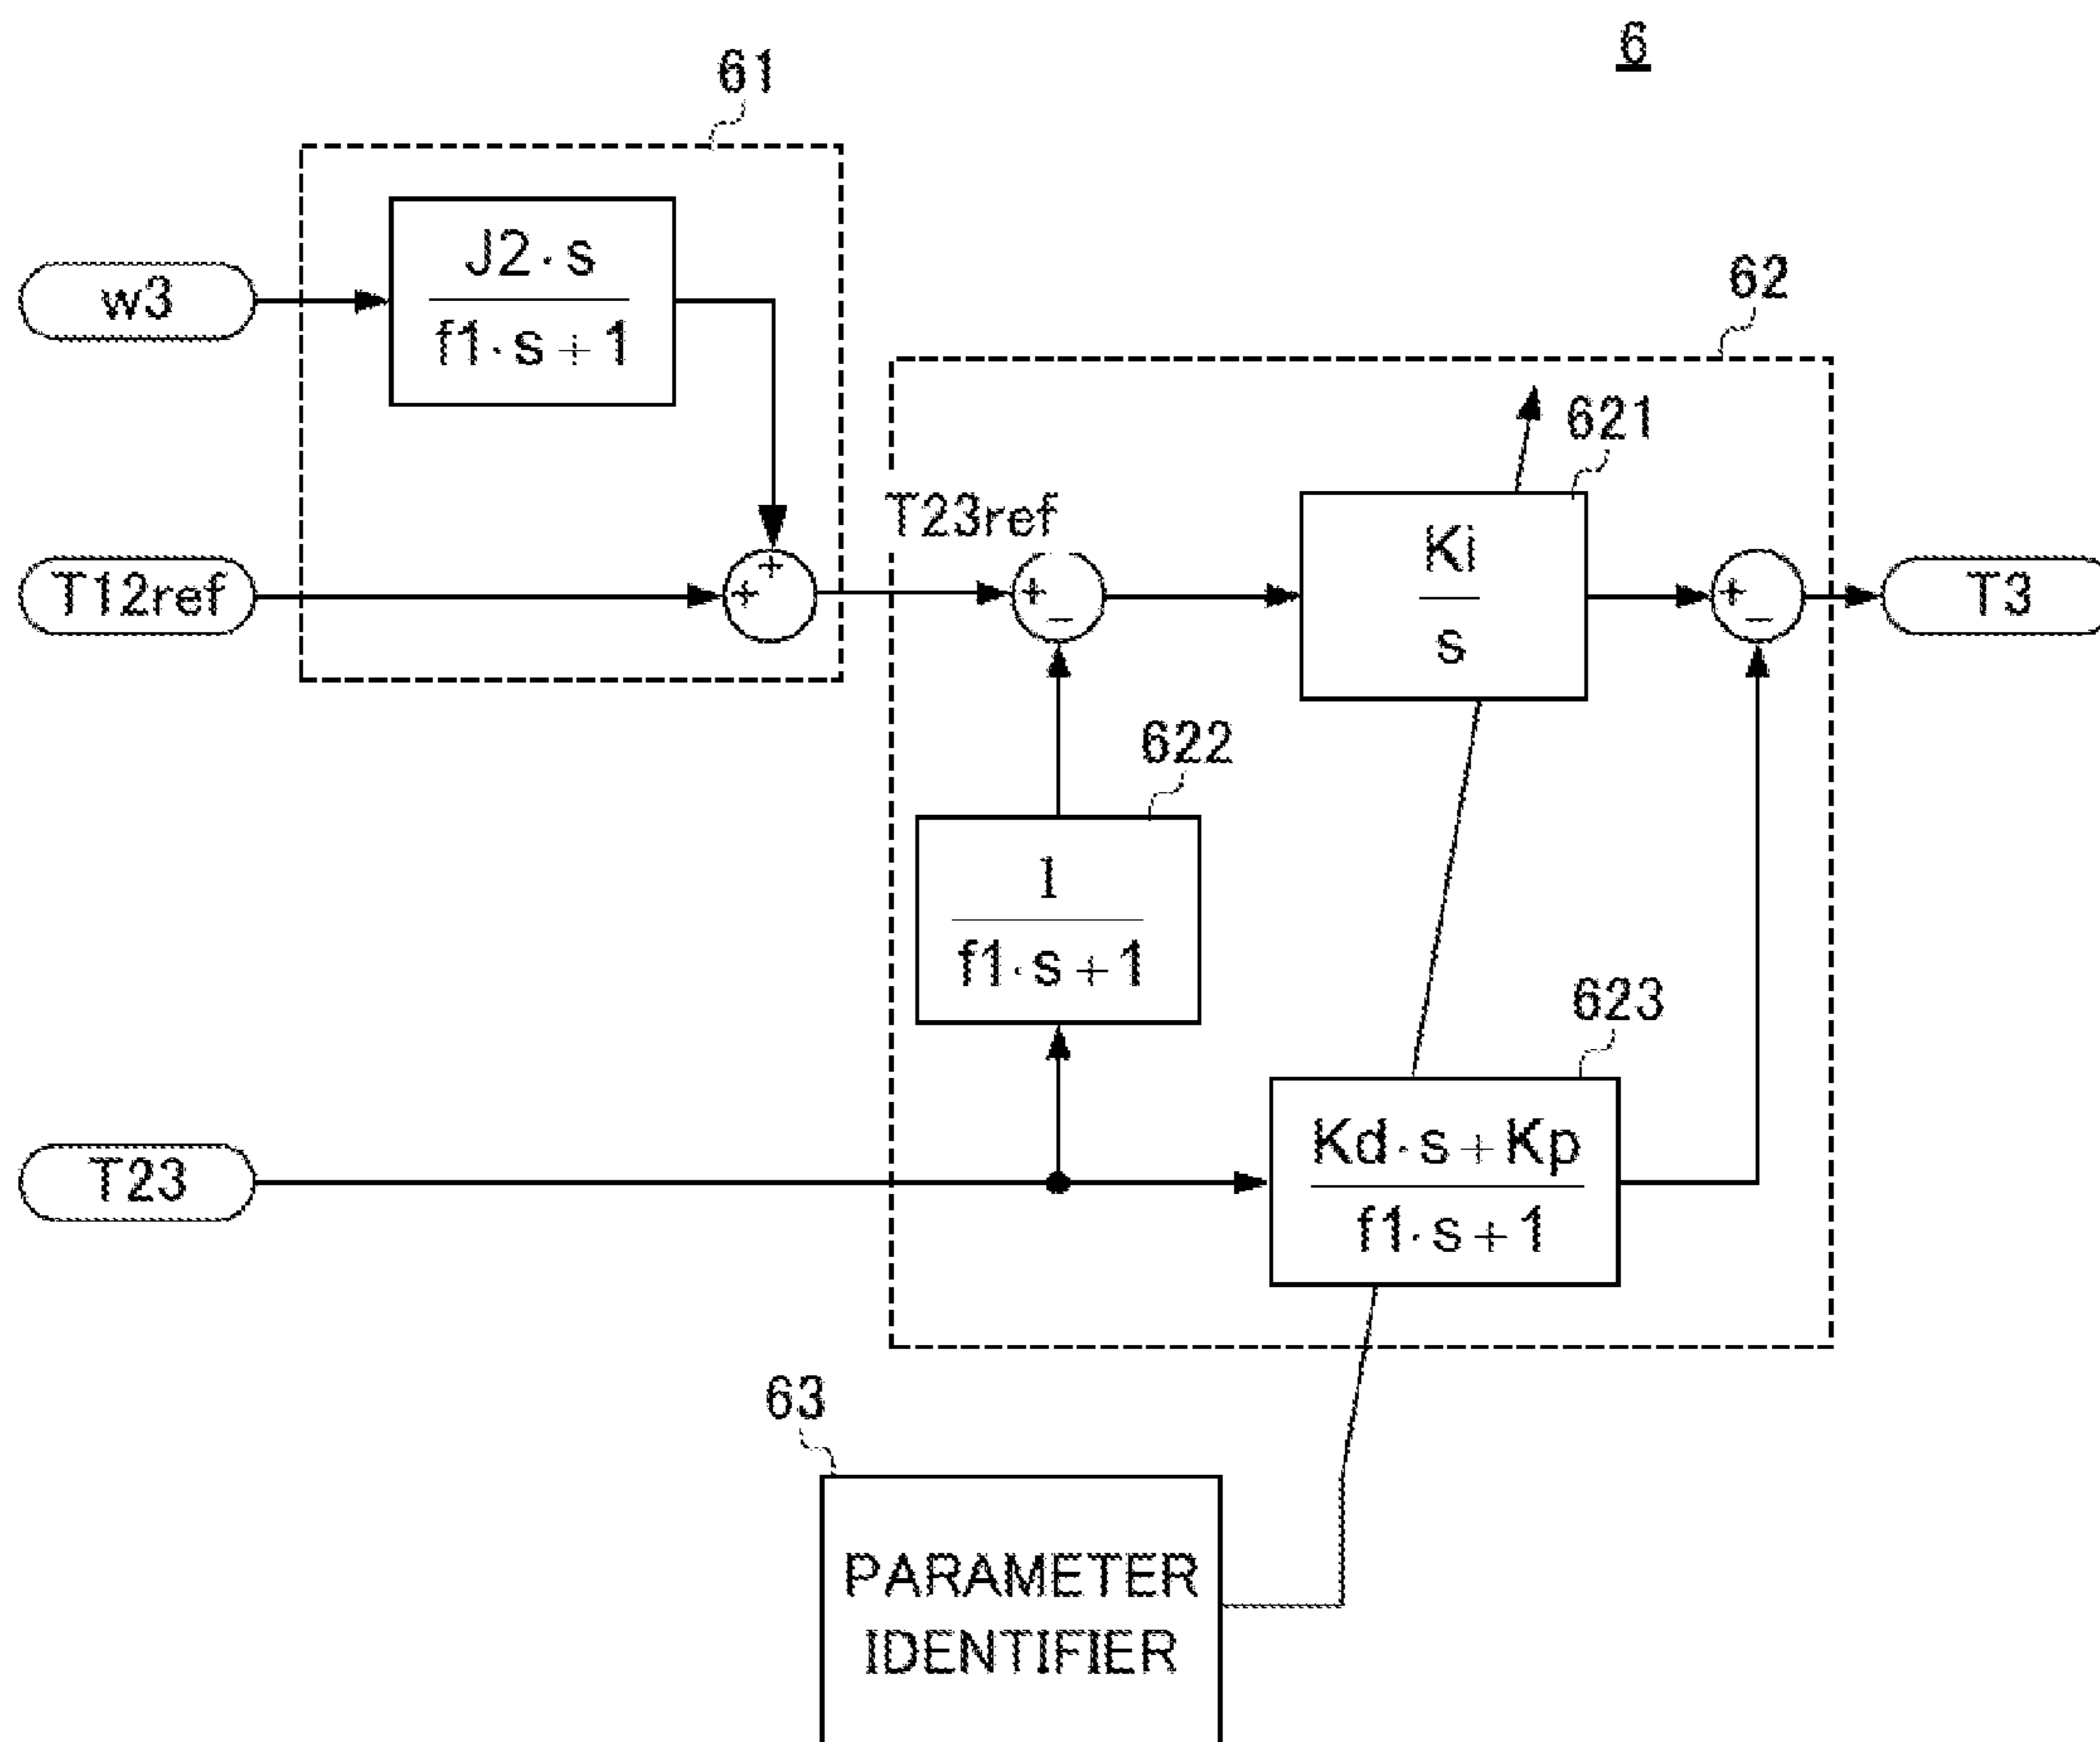 6
61
J2·s
f1·s+1
w3
62
621
T23ref
Ki
s
T12ref
+
+
+
−
+
−
T3
622
1
f1·s+1
623
Kd·s+Kp
f1·s+1
T23
63
PARAMETER
IDENTIFIER